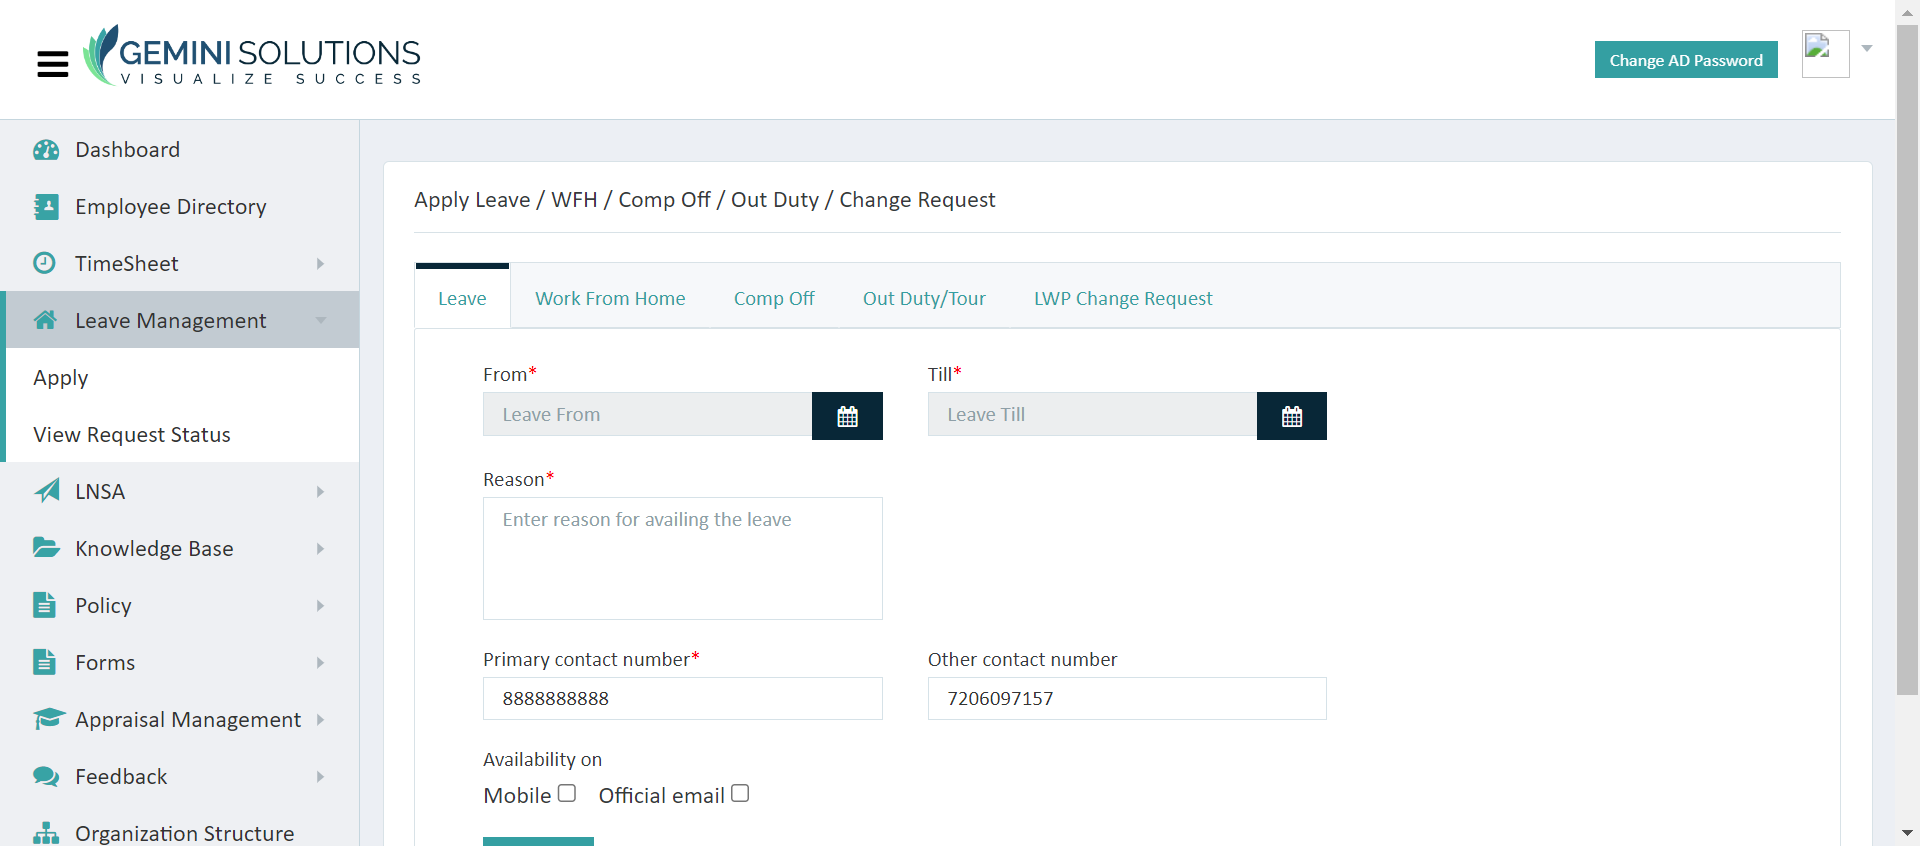 GEMINI SOLUTIONS
VISUALIZE SUCCESS
Change AD Password
Dashboard
Employee Directory
TimeSheet
Leave Management
Apply
View Request Status
LNSA
Knowledge Base
Policy
Forms
Appraisal Management
Feedback
Organization Structure
Apply Leave / WFH / Comp Off / Out Duty / Change Request
Leave Work From Home Comp Off Out Duty/Tour LWP Change Request
From* Till*
Leave From Leave Till
Reason*
Enter reason for availing the leave
Primary contact number* Other contact number
8888888888 7206097157
Availability on
Mobile Official email